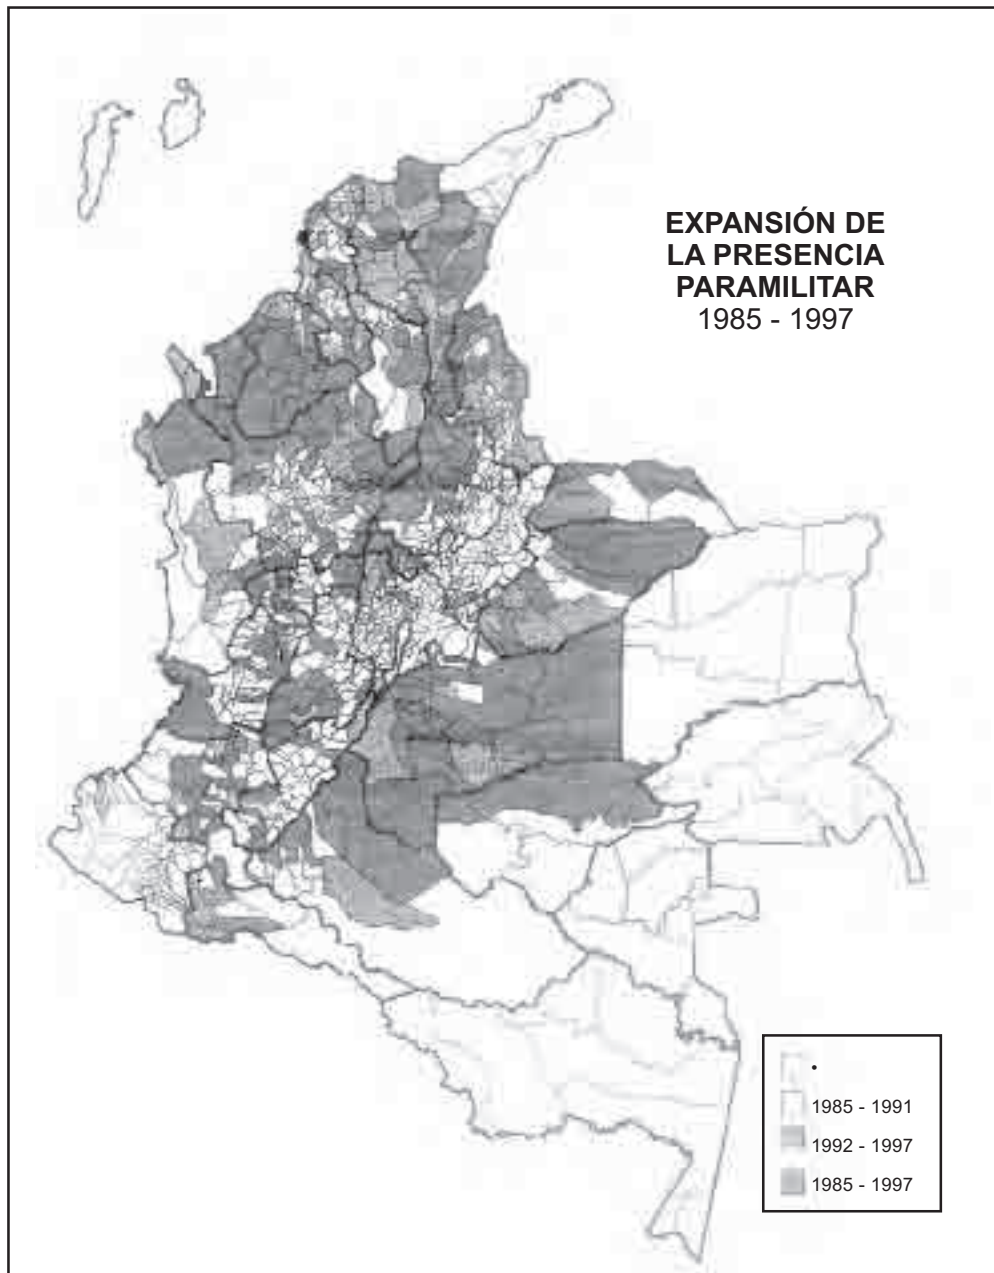 EXPANSIÓN DE
LA PRESENCIA
PARAMILITAR
1985 - 1997
•
1985 - 1991
1992 - 1997
1985 - 1997